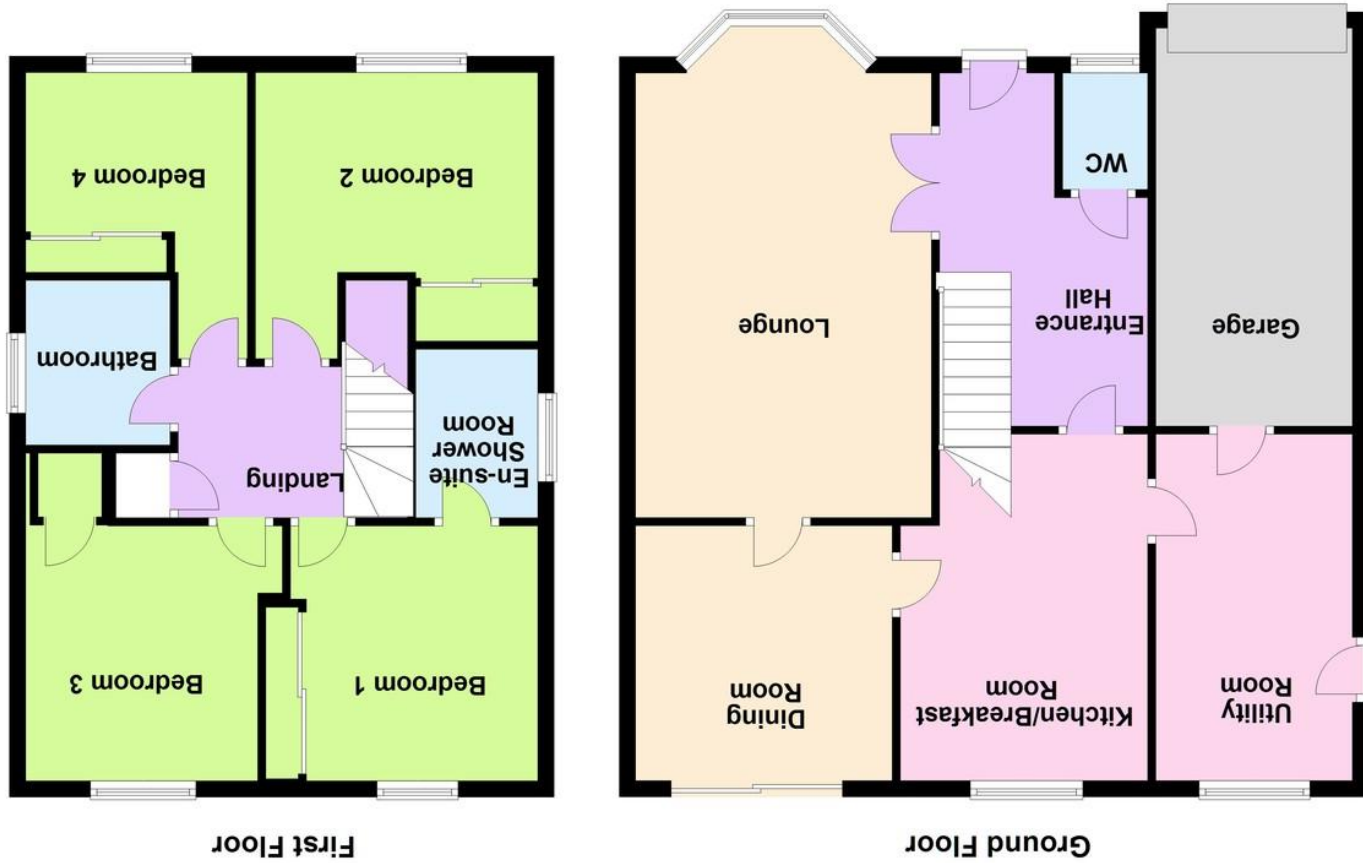 Ground Floor
Utility
Room
Kitchen/Breakfast
Room
Dining
Room
Garage
Entrance
Hall
Lounge
WC
First Floor
Bedroom 1
Bedroom 3
En-suite
Shower
Room
Landing
Bathroom
Bedroom 2
Bedroom 4